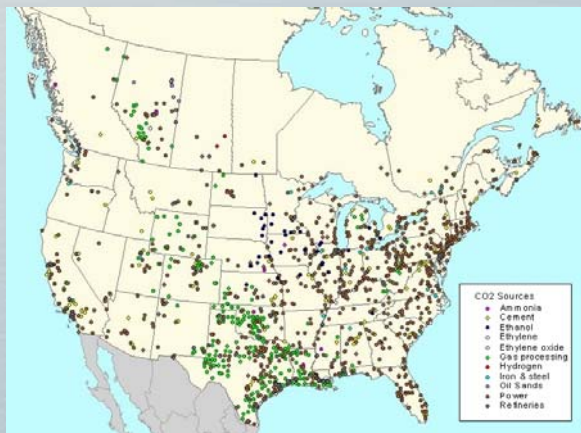 CO2 Sources
Ammonia
Cement
Ethanol
Ethylene
Ethylene oxide
Gas processing
Hydrogen
Iron & steel
Oil Sands
Power
Refineries